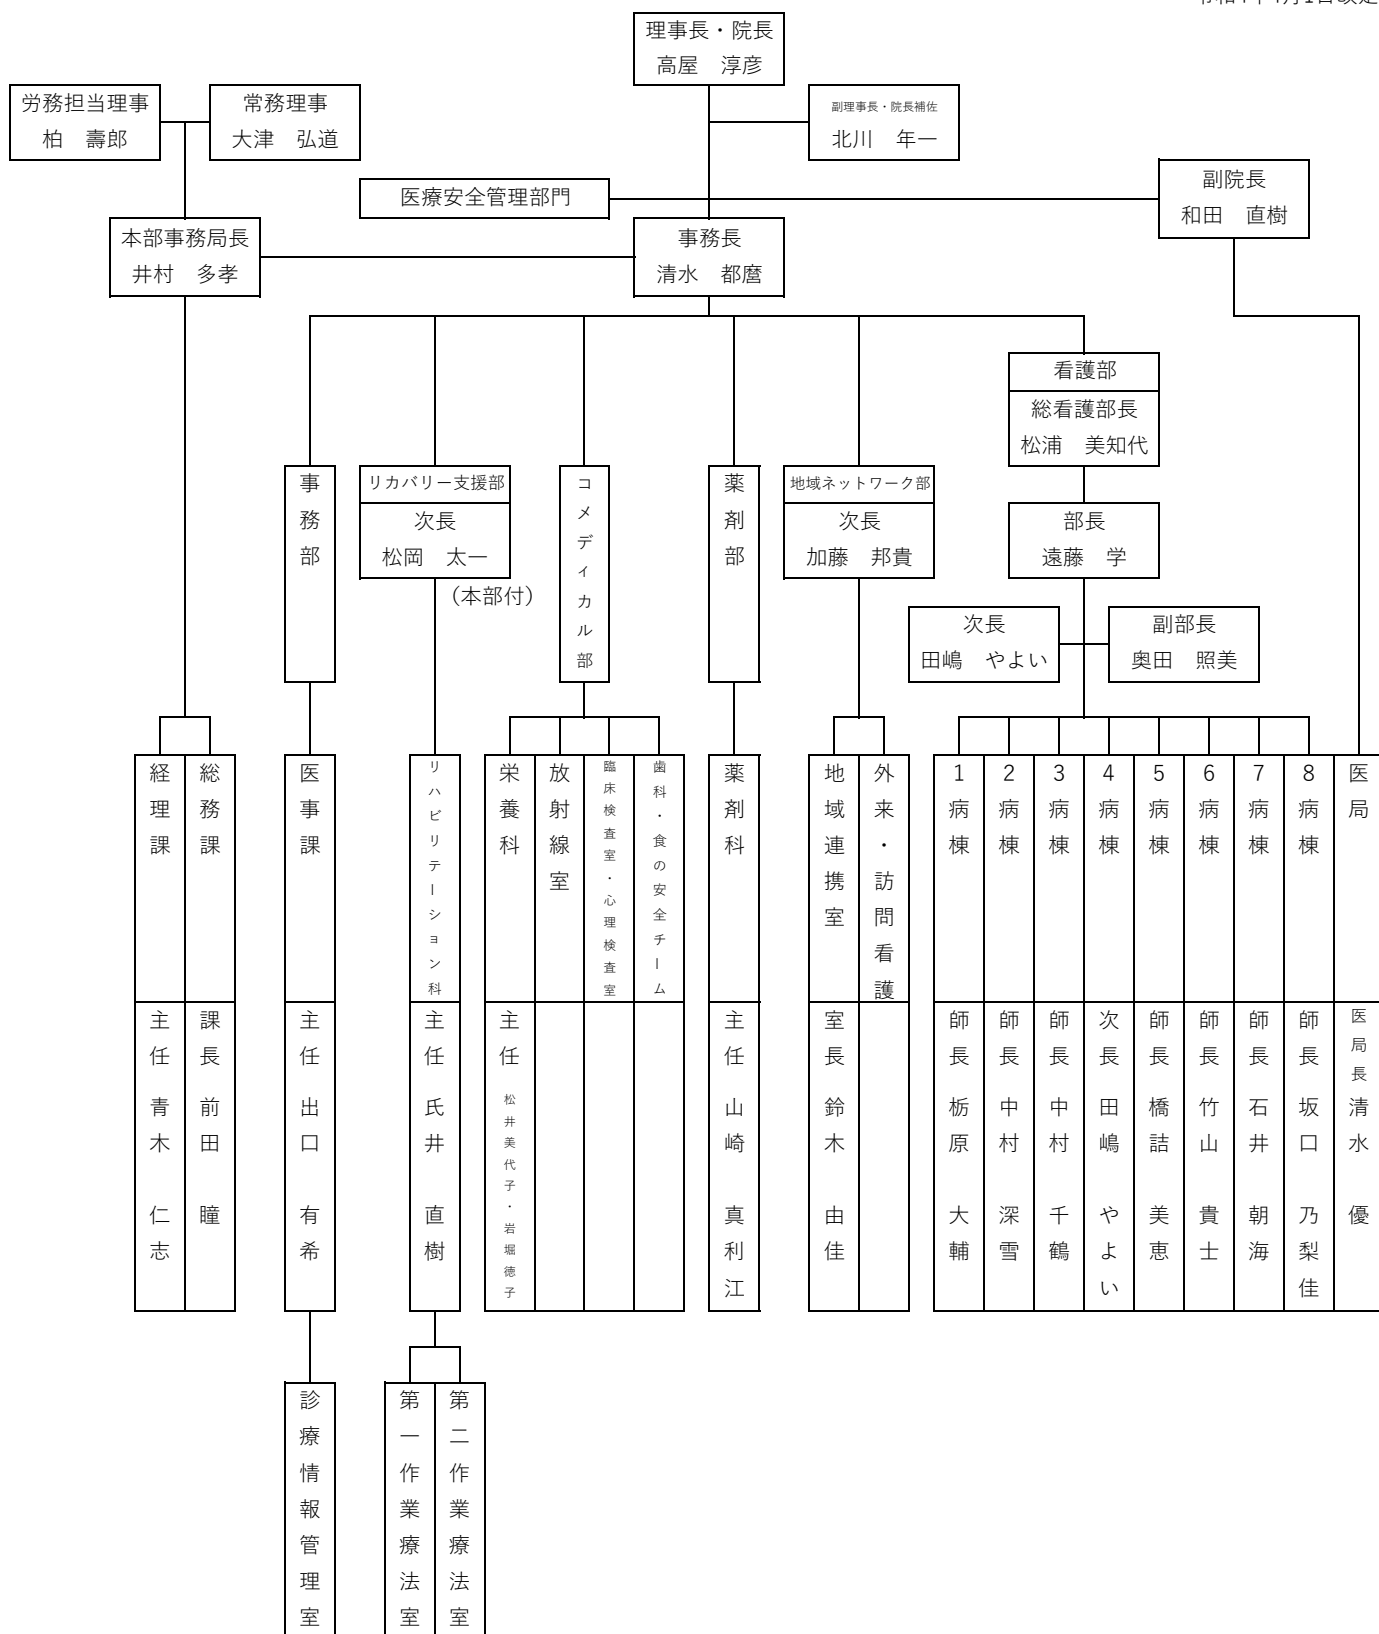 理事長・院長
高屋　淳彦
労務担当理事
柏　壽郎
常務理事
大津　弘道
副理事長・院長補佐
北川　年一
医療安全管理部門
副院長
和田　直樹
本部事務局長
井村　多孝
事務長
清水　都麿
看護部
総看護部長
松浦　美知代
事務部
リカバリー支援部
次長
松岡　太一
（本部付）
コメディカル部
薬剤部
地域ネットワーク部
次長
加藤　邦貴
部長
遠藤　学
次長
田嶋　やよい
副部長
奥田　照美
経理課
主任 青木　仁志
総務課
課長 前田　瞳
医事課
主任 出口　有希
リハビリテーション科
主任 氏井　直樹
栄養科
主任 松井美代子・岩堀徳子
放射線室
臨床検査室・心理検査室
歯科・食の安全チーム
薬剤科
主任 山崎　真利江
地域連携室
室長 鈴木　由佳
外来・訪問看護
1病棟
師長 栃原　大輔
2病棟
師長 中村　深雪
3病棟
師長 中村　千鶴
4病棟
次長 田嶋　やよい
5病棟
師長 橋詰　美恵
6病棟
師長 竹山　貴士
7病棟
師長 石井　朝海
8病棟
師長 坂口　乃梨佳
医局
医局長 清水　優
診療情報管理室
第一作業療法室
第二作業療法室